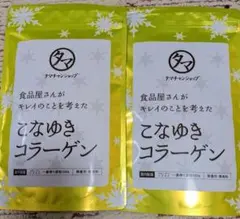 タマ
タマチャンショップ
食品屋さんが
キレイのことを考えた
こなゆき
コラーゲン
タマ
タマチャンショップ
食品屋さんが
キレイのことを考えた
こなゆき
コラーゲン